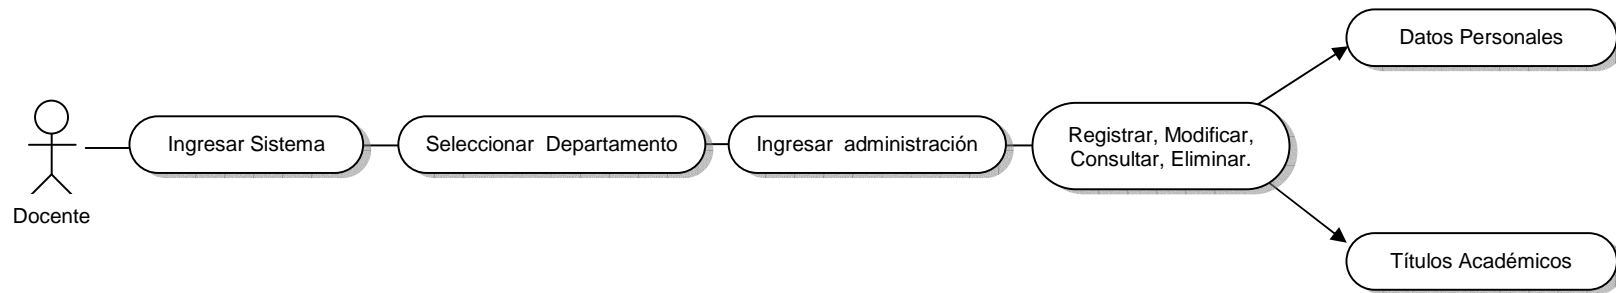 Datos Personales
Ingresar Sistema
Seleccionar Departamento
Ingresar administración
Registrar, Modificar,
Consultar, Eliminar.
Docente
Títulos Académicos